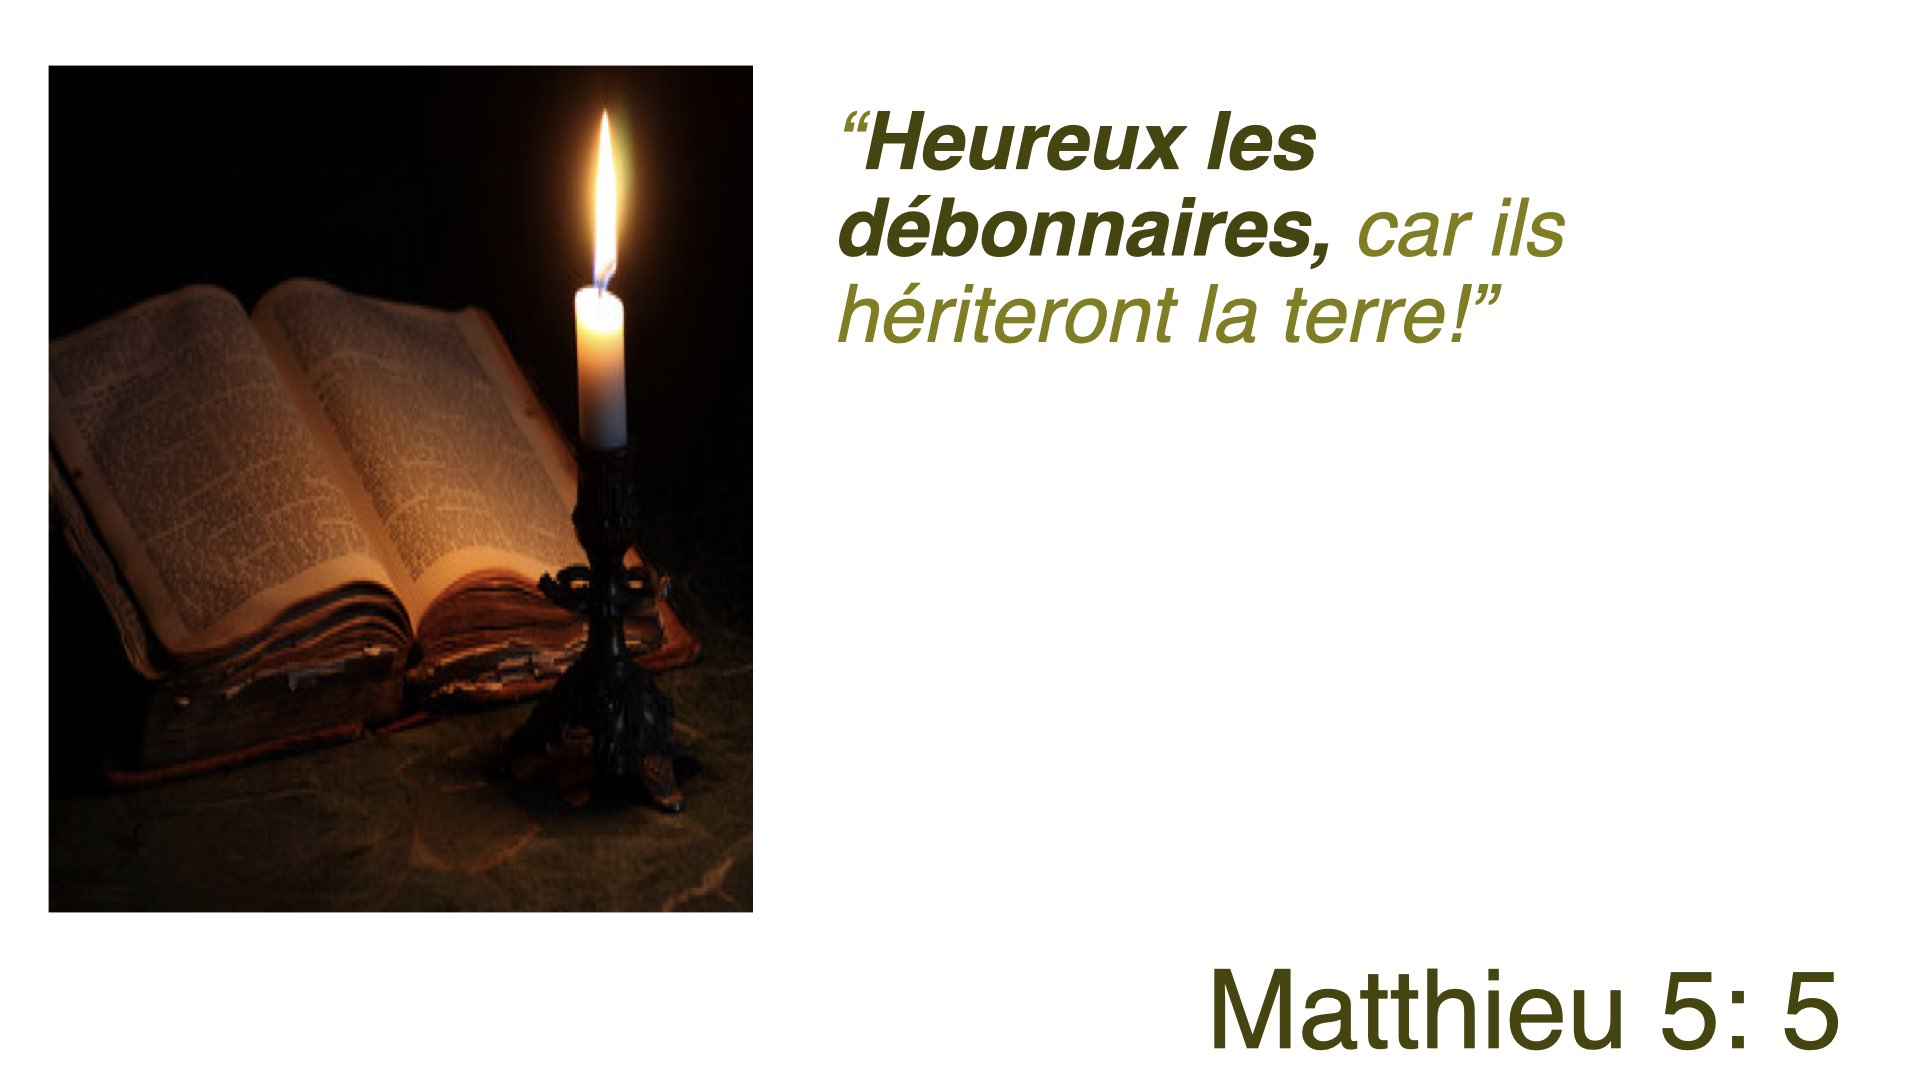 “Heureux les
débonnaires, car ils
hériteront la terre!”
Matthieu 5: 5